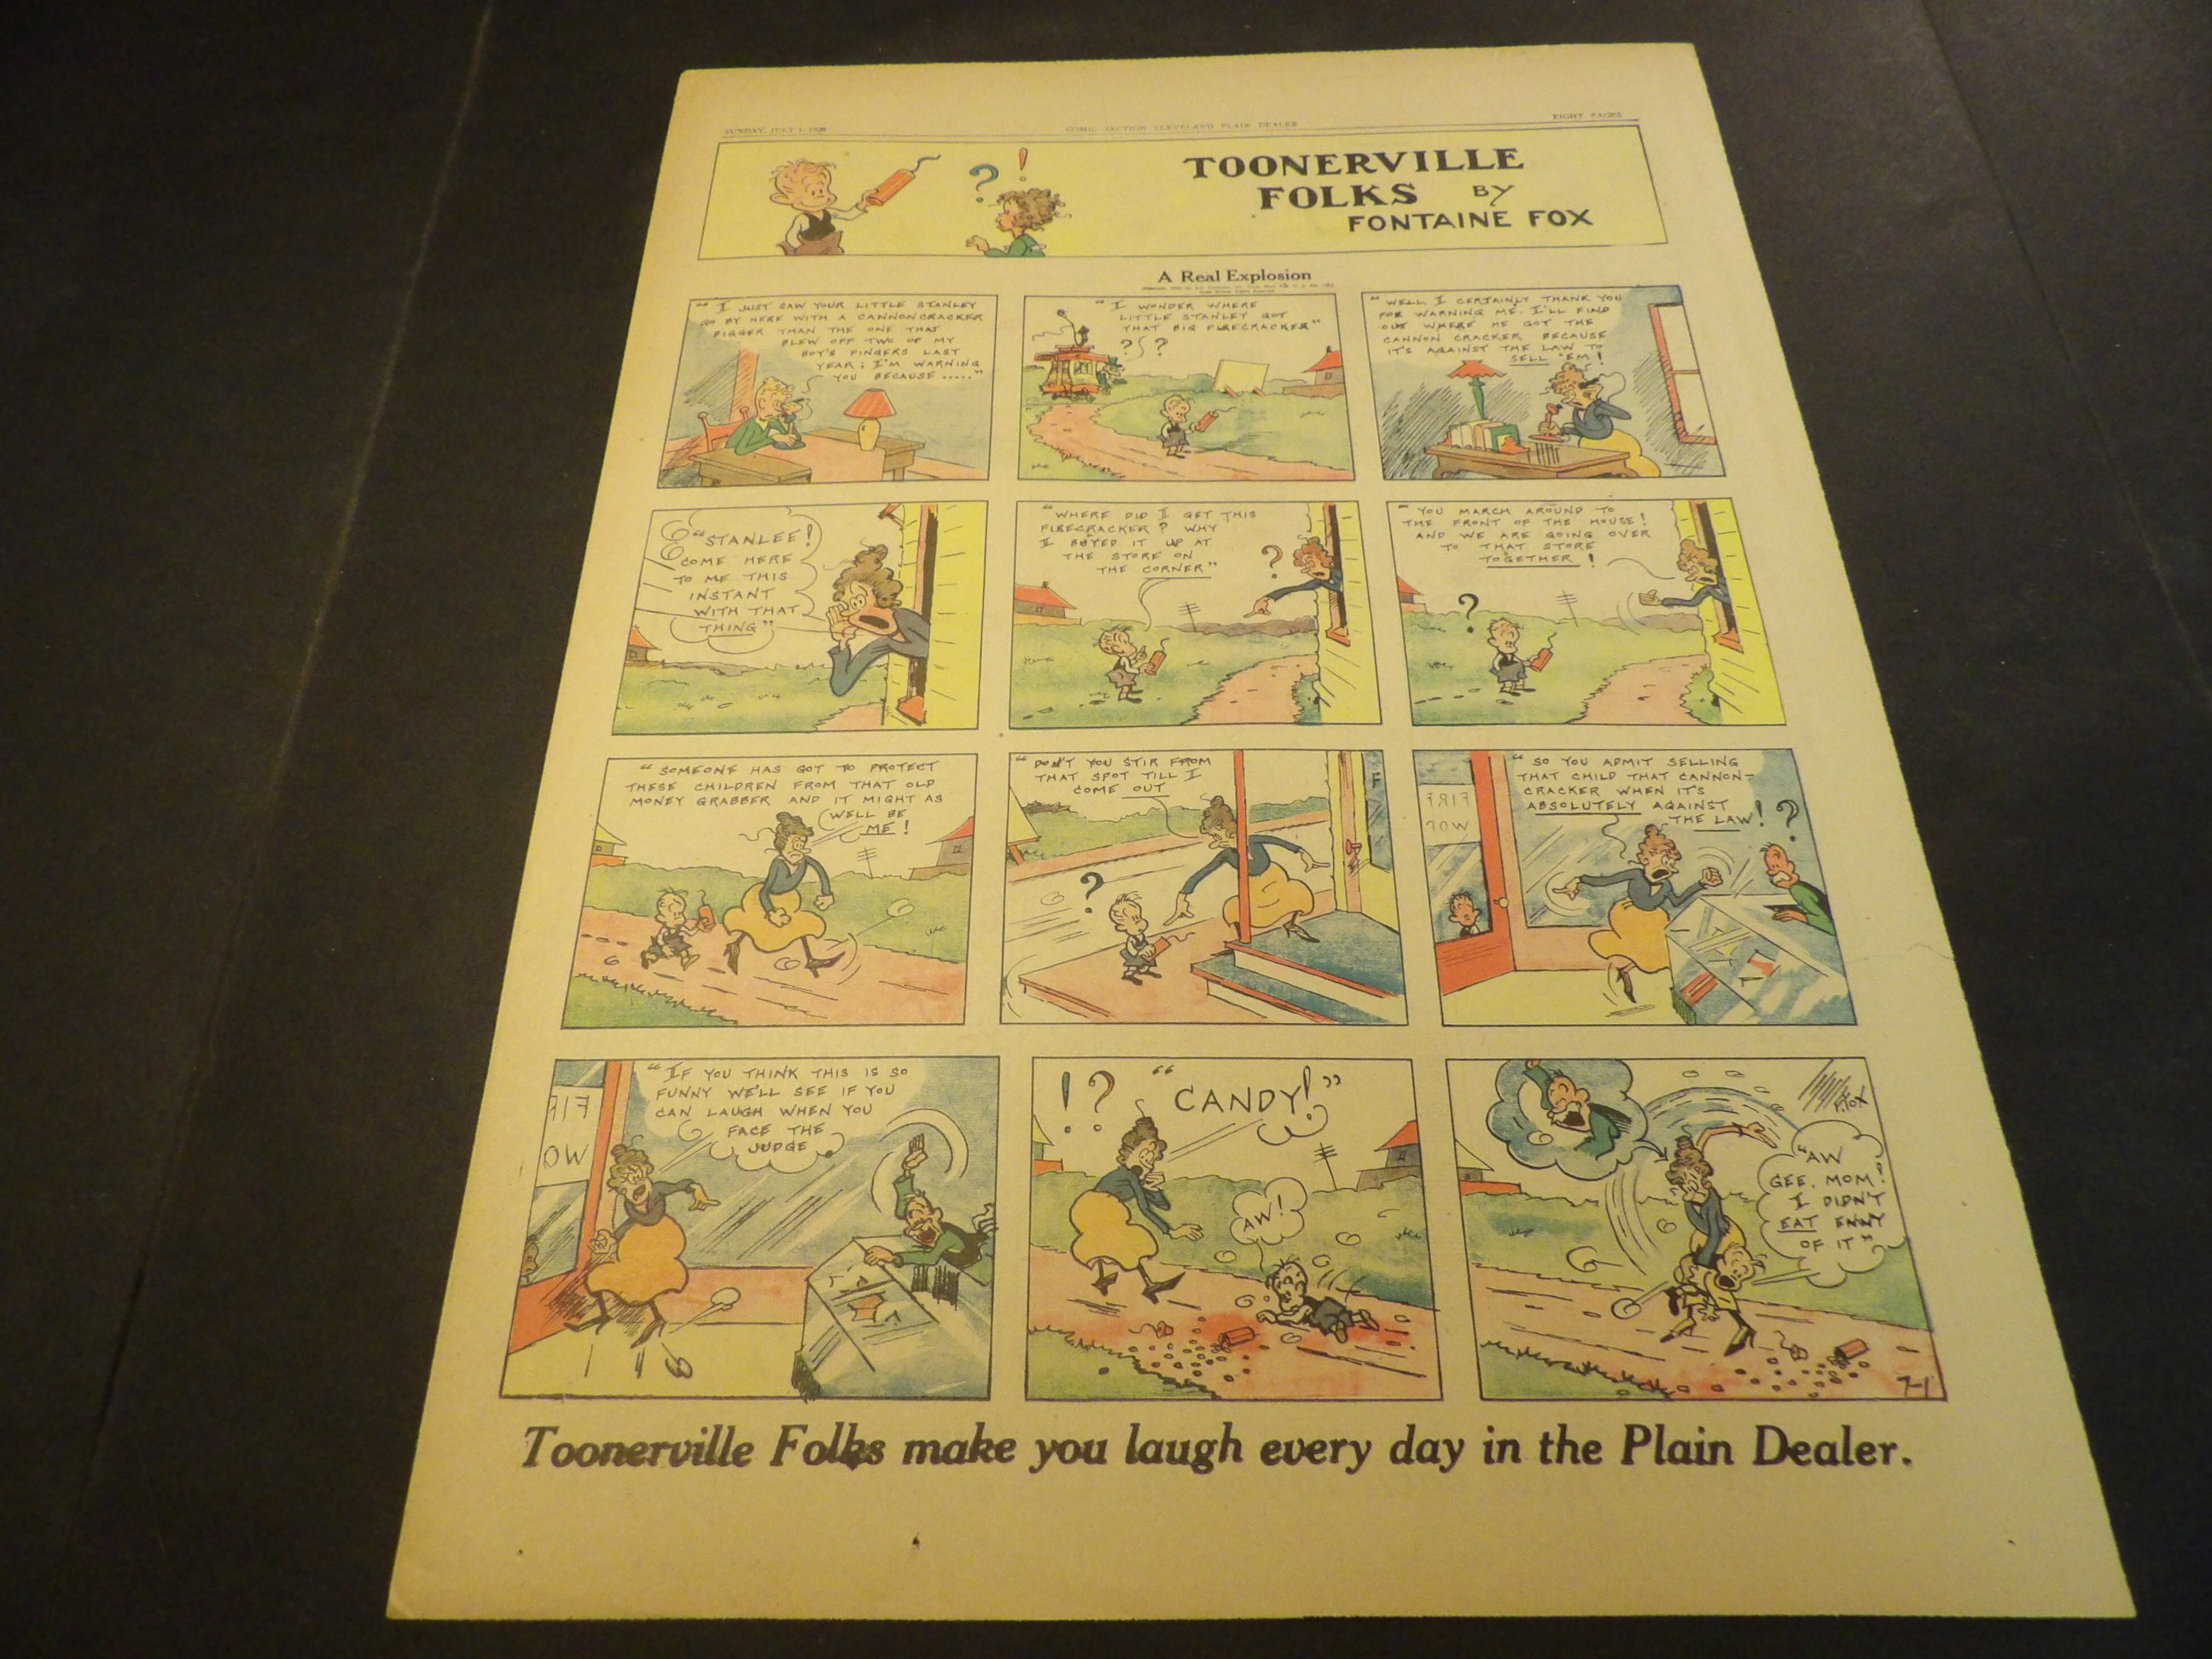 SUNDAY, JULY 1, 1928
COMIC SECTION CLEVELAND PLAIN DEALER
EIGHT PAGES
? !
TOONERVILLE
FOLKS BY
FONTAINE FOX
A Real Explosion
"I JUST SAW YOUR LITTLE STANLEY
GO BY HERE WITH A CANNONCRACKER
BIGGER THAN THE ONE THAT
BLEW OFF TWO OF MY
BOY'S FINGERS LAST
YEAR; I'M WARNING
YOU BECAUSE ....."
"I WONDER WHERE
LITTLE STANLEY GOT
THAT BIG FIRECRACKER"
? ?
"WELL, I CERTAINLY THANK YOU
FOR WARNING ME. I'LL FIND
OUT WHERE HE GOT THE
CANNON CRACKER BECAUSE
IT'S AGAINST THE LAW TO
SELL 'EM!
"STANLEE!
COME HERE
TO ME THIS
INSTANT
WITH THAT
THING"
"WHERE DID I GET THIS
FIRECRACKER? WHY
I BOYED IT UP AT
THE STORE ON
THE CORNER"
?
"YOU MARCH AROUND TO
THE FRONT OF THE HOUSE!
AND WE ARE GOING OVER
TO THAT STORE
TOGETHER!
?
"SOMEONE HAS GOT TO PROTECT
THESE CHILDREN FROM THAT OLD
MONEY GRABBER AND IT MIGHT AS
WELL BE
ME!
"DON'T YOU STIR FROM
THAT SPOT TILL I
COME OUT
?
F
"SO YOU ADMIT SELLING
THAT CHILD THAT CANNON-
CRACKER WHEN IT'S
ABSOLUTELY AGAINST
THE LAW!
?
"IF YOU THINK THIS IS SO
FUNNY WE'LL SEE IF YOU
CAN LAUGH WHEN YOU
FACE THE
JUDGE
!? "CANDY!"
AW!
F. FOX
"AW
GEE, MOM!
I DIDN'T
EAT ENNY
OF IT"
7-1
Toonerville Folks make you laugh every day in the Plain Dealer.